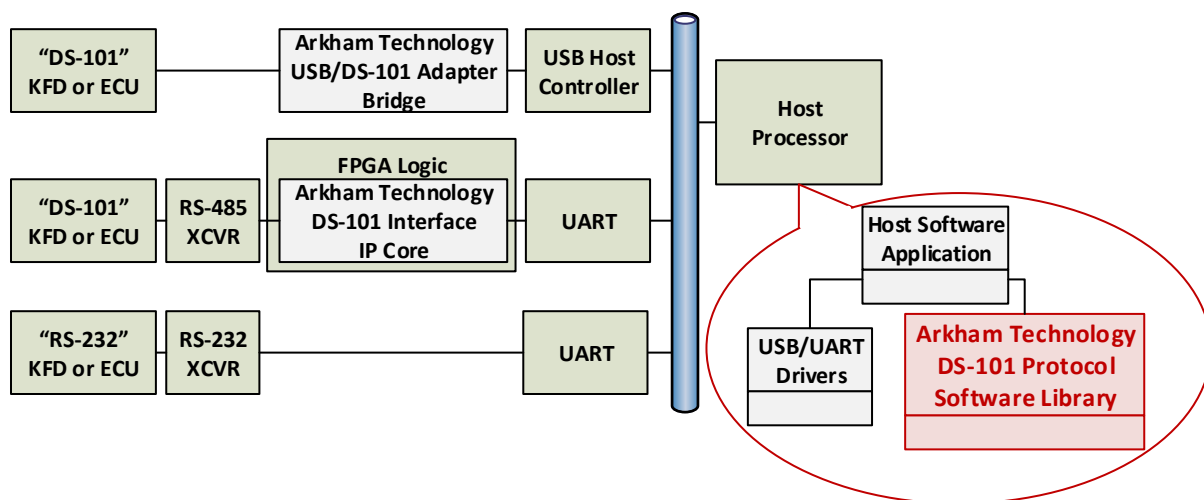 “DS-101”
KFD or ECU
Arkham Technology
USB/DS-101 Adapter
Bridge
USB Host
Controller
Host
Processor
“DS-101”
KFD or ECU
RS-485
XCVR
FPGA Logic
Arkham Technology
DS-101 Interface
IP Core
UART
“RS-232”
KFD or ECU
RS-232
XCVR
UART
Host Software
Application
USB/UART
Drivers
Arkham Technology
DS-101 Protocol
Software Library